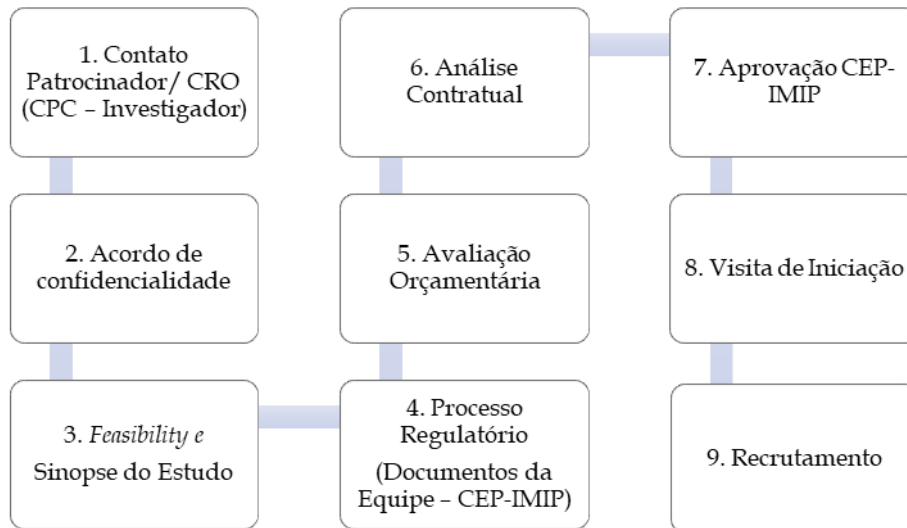 1. Contato
Patrocinador/ CRO
(CPC – Investigador)
2. Acordo de
confidencialidade
3. Feasibility e
Sinopse do Estudo
4. Processo
Regulatório
(Documentos da
Equipe – CEP-IMIP)
5. Avaliação
Orçamentária
6. Análise
Contratual
7. Aprovação CEP-
IMIP
8. Visita de Iniciação
9. Recrutamento